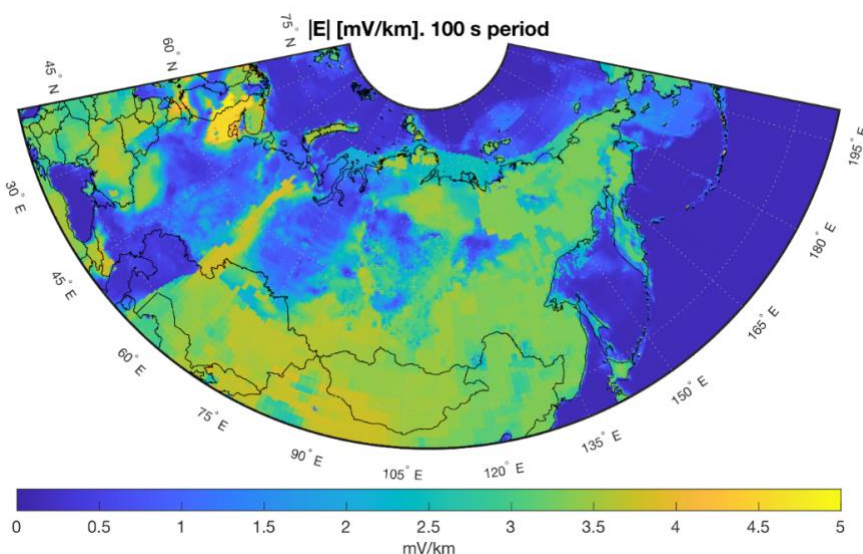 |E| [mV/km]. 100 s period
75° N
60° N
45° N
30° E
45° E
60° E
75° E
90° E
105° E
120° E
135° E
150° E
165° E
180° E
195° E
0 0.5 1 1.5 2 2.5 3 3.5 4 4.5 5
mV/km